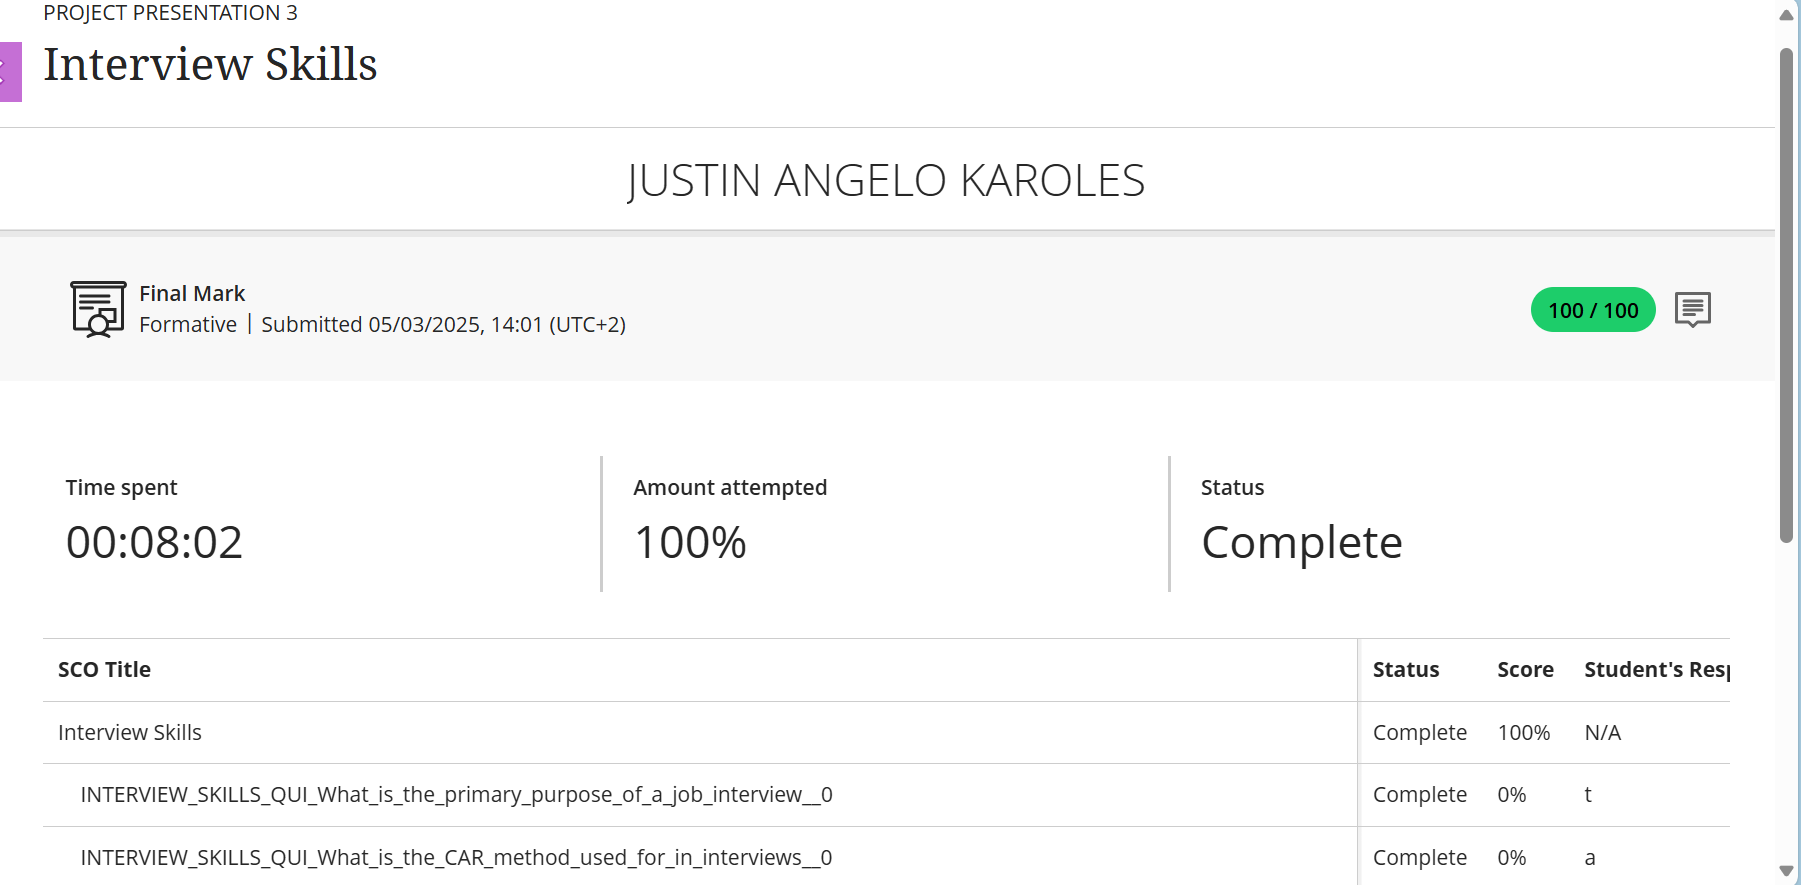 PROJECT PRESENTATION 3
Interview Skills
JUSTIN ANGELO KAROLES
Final Mark
Formative | Submitted 05/03/2025, 14:01 (UTC+2)
100 / 100
Time spent
00:08:02
Amount attempted
100%
Status
Complete
SCO Title Status Score Student's Resp
Interview Skills Complete 100% N/A
INTERVIEW_SKILLS_QUI_What_is_the_primary_purpose_of_a_job_interview__0 Complete 0% t
INTERVIEW_SKILLS_QUI_What_is_the_CAR_method_used_for_in_interviews__0 Complete 0% a